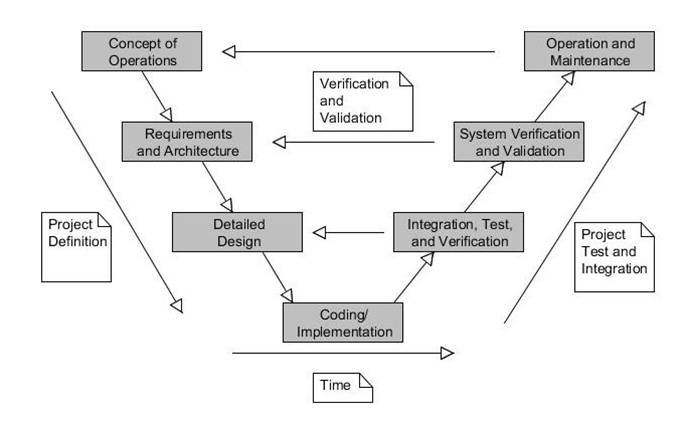 Concept of
Operations
Operation and
Maintenance
Verification
and
Validation
Requirements
and Architecture
System Verification
and Validation
Project
Definition
Detailed
Design
Integration, Test,
and Verification
Project
Test and
Integration
Coding/
Implementation
Time